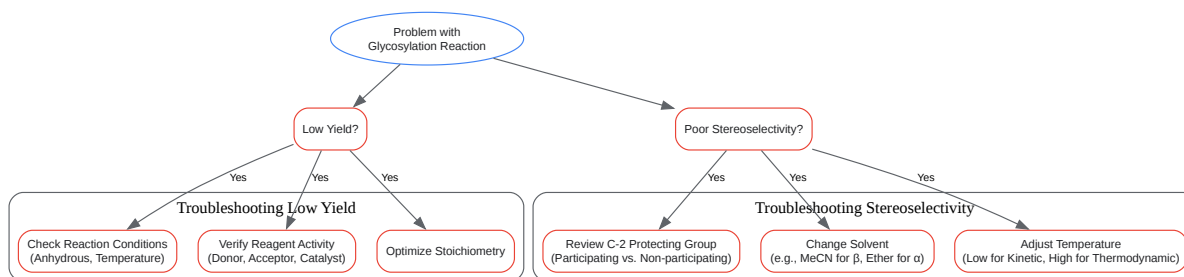 Problem with
Glycosylation Reaction
Low Yield?
Poor Stereoselectivity?
Yes
Yes
Yes
Yes
Yes
Yes
Troubleshooting Low Yield
Troubleshooting Stereoselectivity
Check Reaction Conditions
(Anhydrous, Temperature)
Verify Reagent Activity
(Donor, Acceptor, Catalyst)
Optimize Stoichiometry
Review C-2 Protecting Group
(Participating vs. Non-participating)
Change Solvent
(e.g., MeCN for β, Ether for α)
Adjust Temperature
(Low for Kinetic, High for Thermodynamic)